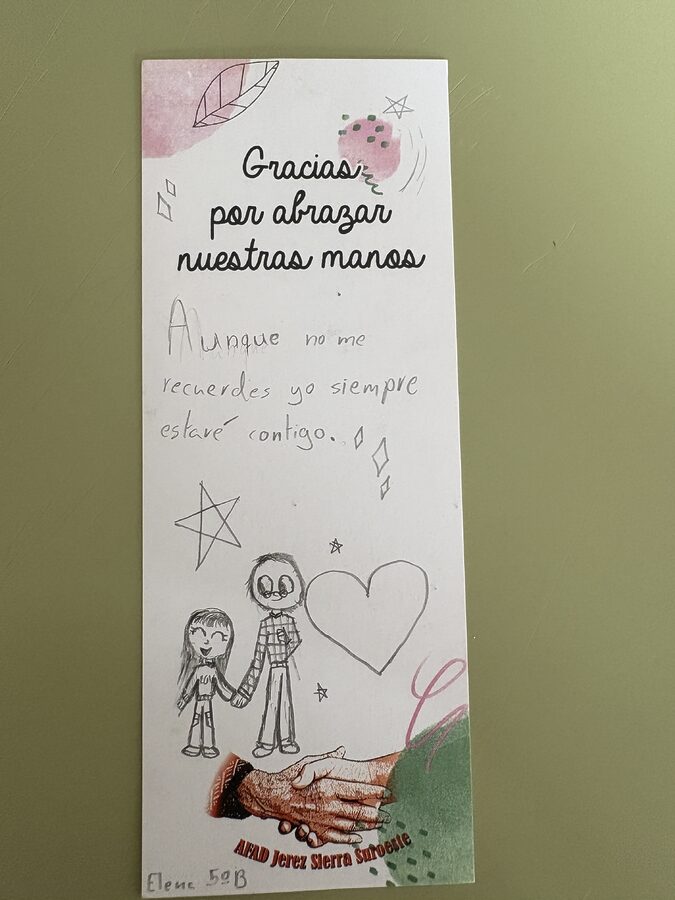 Gracias
por abrazar
nuestras manos
Aunque no me
recuerdes yo siempre
estaré contigo.
AFAD Jerez Sierra Suroeste
Elena 5ºB